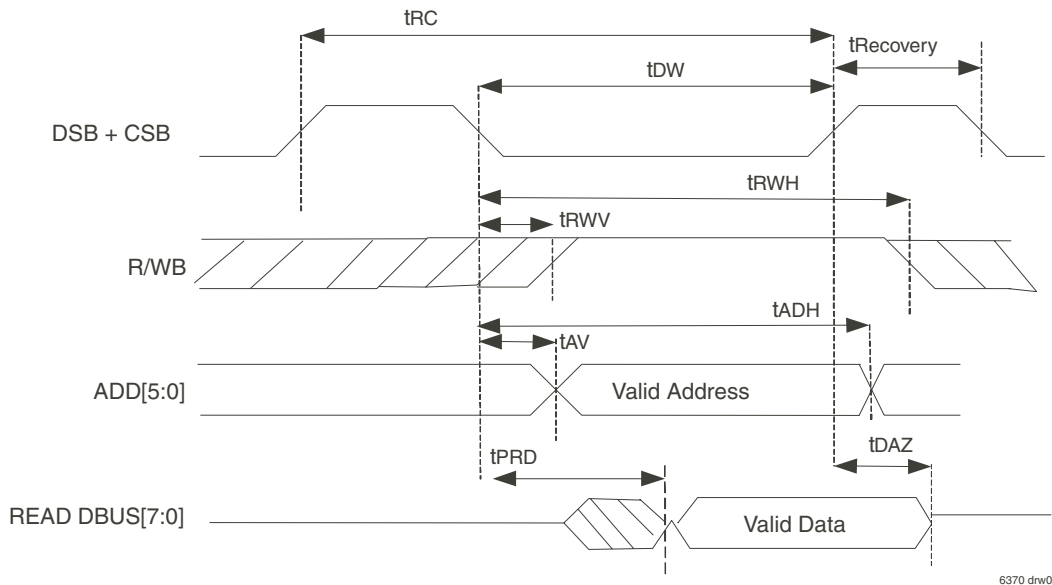 tRC
tRecovery
tDW
DSB + CSB
tRWH
tRWV
R/WB
tADH
tAV
ADD[5:0]
Valid Address
tDAZ
tPRD
READ DBUS[7:0]
Valid Data
6370 drw0